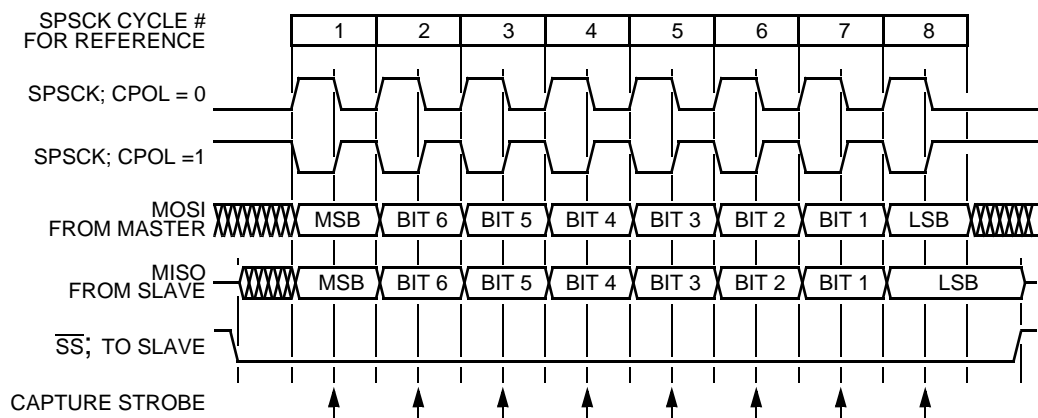 SPSCK CYCLE #
FOR REFERENCE
1 2 3 4 5 6 7 8
SPSCK; CPOL = 0
SPSCK; CPOL =1
MOSI
FROM MASTER
MSB BIT 6 BIT 5 BIT 4 BIT 3 BIT 2 BIT 1 LSB
MISO
FROM SLAVE
MSB BIT 6 BIT 5 BIT 4 BIT 3 BIT 2 BIT 1 LSB
S̅S̅; TO SLAVE
CAPTURE STROBE